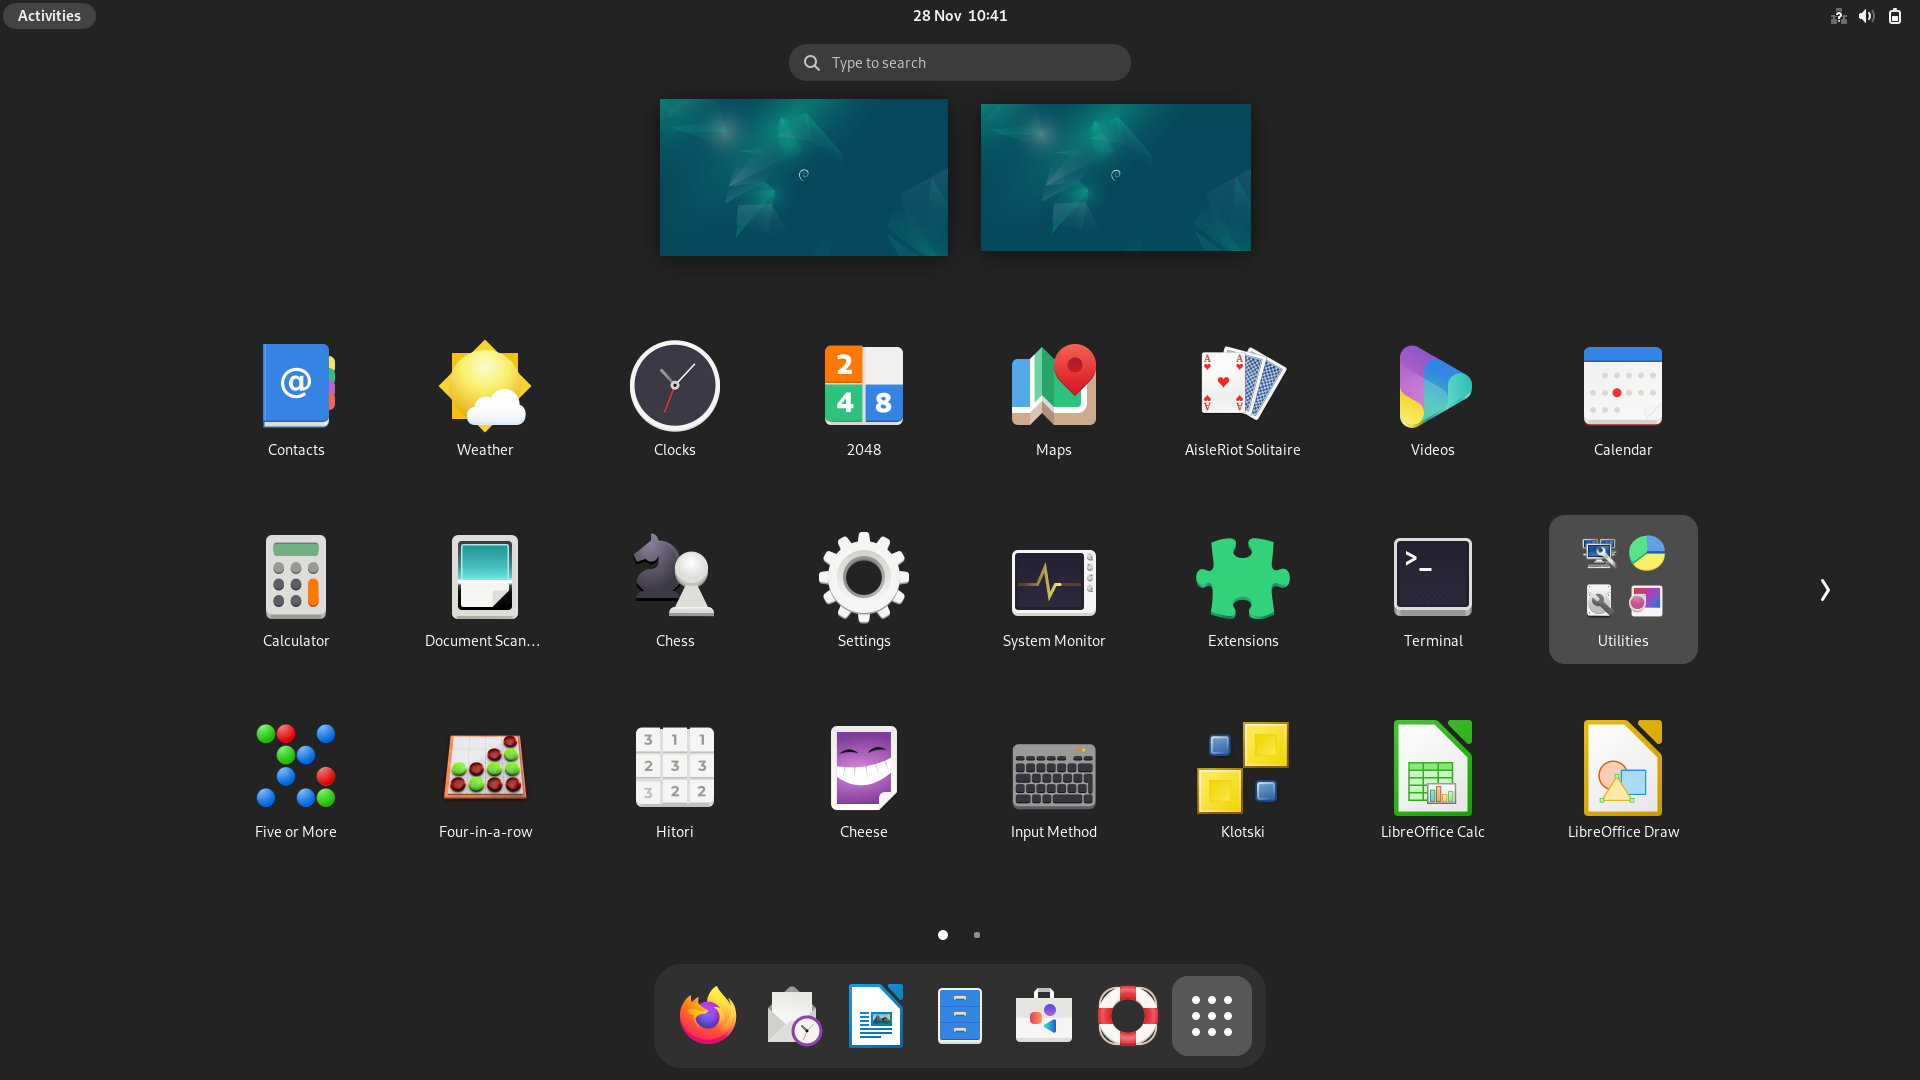 Activities
28 Nov 10:41
Type to search
@
2
4 8
A A
A A
Contacts
Weather
Clocks
2048
Maps
AisleRiot Solitaire
Videos
Calendar
>_
Calculator
Document Scan...
Chess
Settings
System Monitor
Extensions
Terminal
Utilities
3 1 1
2 3 3
3 2 2
Five or More
Four-in-a-row
Hitori
Cheese
Input Method
Klotski
LibreOffice Calc
LibreOffice Draw